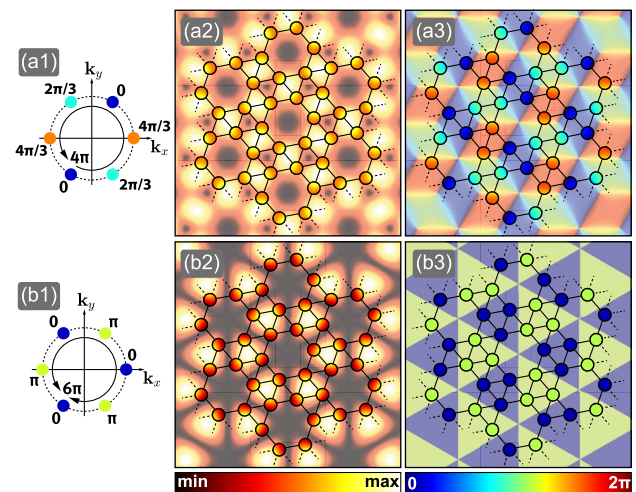 (a1)
k_y
2π/3
0
4π/3
4π/3
k_x
4π
0
2π/3
(a2)
(a3)
(b1)
k_y
0
π
π
0
k_x
6π
0
π
(b2)
(b3)
min
max
0
2π